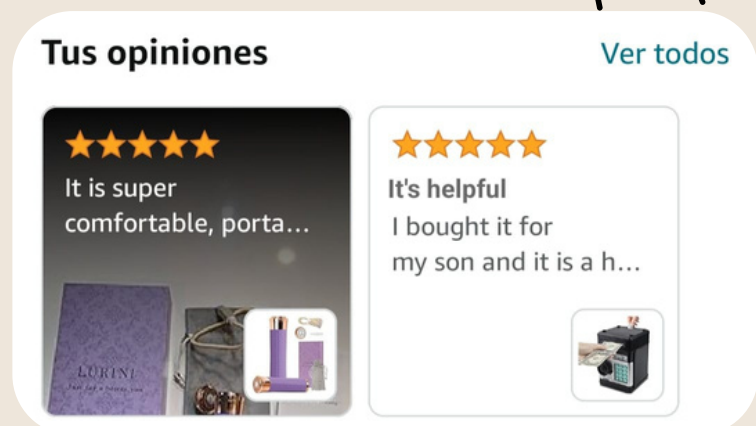 Tus opiniones
Ver todos
It is super
comfortable, porta...
LURINI
It's helpful
I bought it for
my son and it is a h...